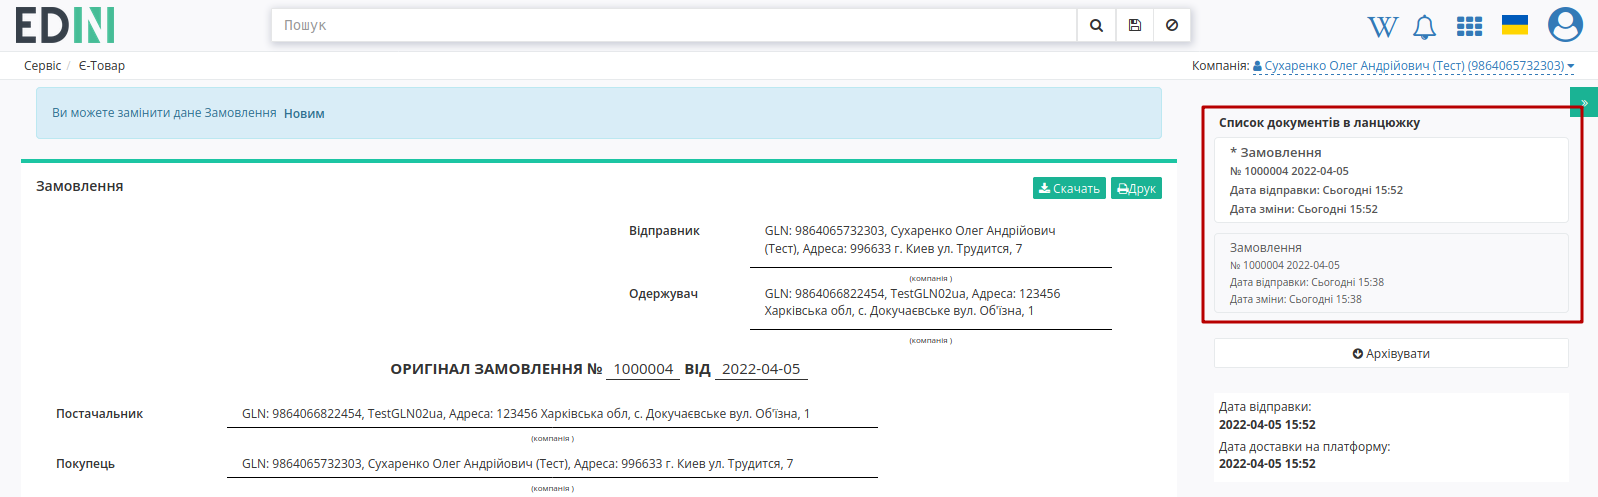 EDIN
Пошук
W
Сервіс / Є-Товар
Компанія: Сухаренко Олег Андрійович (Тест) (9864065732303)
Ви можете замінити дане Замовлення Новим
»
Список документів в ланцюжку
* Замовлення
№ 1000004 2022-04-05
Дата відправки: Сьогодні 15:52
Дата зміни: Сьогодні 15:52
Замовлення
№ 1000004 2022-04-05
Дата відправки: Сьогодні 15:38
Дата зміни: Сьогодні 15:38
Архівувати
Дата відправки:
2022-04-05 15:52
Дата доставки на платформу:
2022-04-05 15:52
Замовлення
Скачать Друк
Відправник GLN: 9864065732303, Сухаренко Олег Андрійович
(Тест), Адреса: 996633 г. Киев ул. Трудится, 7
(компанія )
Одержувач GLN: 9864066822454, TestGLN02ua, Адреса: 123456
Харківська обл, с. Докучаєвське вул. Об'їзна, 1
(компанія )
ОРИГІНАЛ ЗАМОВЛЕННЯ № 1000004 ВІД 2022-04-05
Постачальник GLN: 9864066822454, TestGLN02ua, Адреса: 123456 Харківська обл, с. Докучаєвське вул. Об'їзна, 1
(компанія )
Покупець GLN: 9864065732303, Сухаренко Олег Андрійович (Тест), Адреса: 996633 г. Киев ул. Трудится, 7
(компанія )